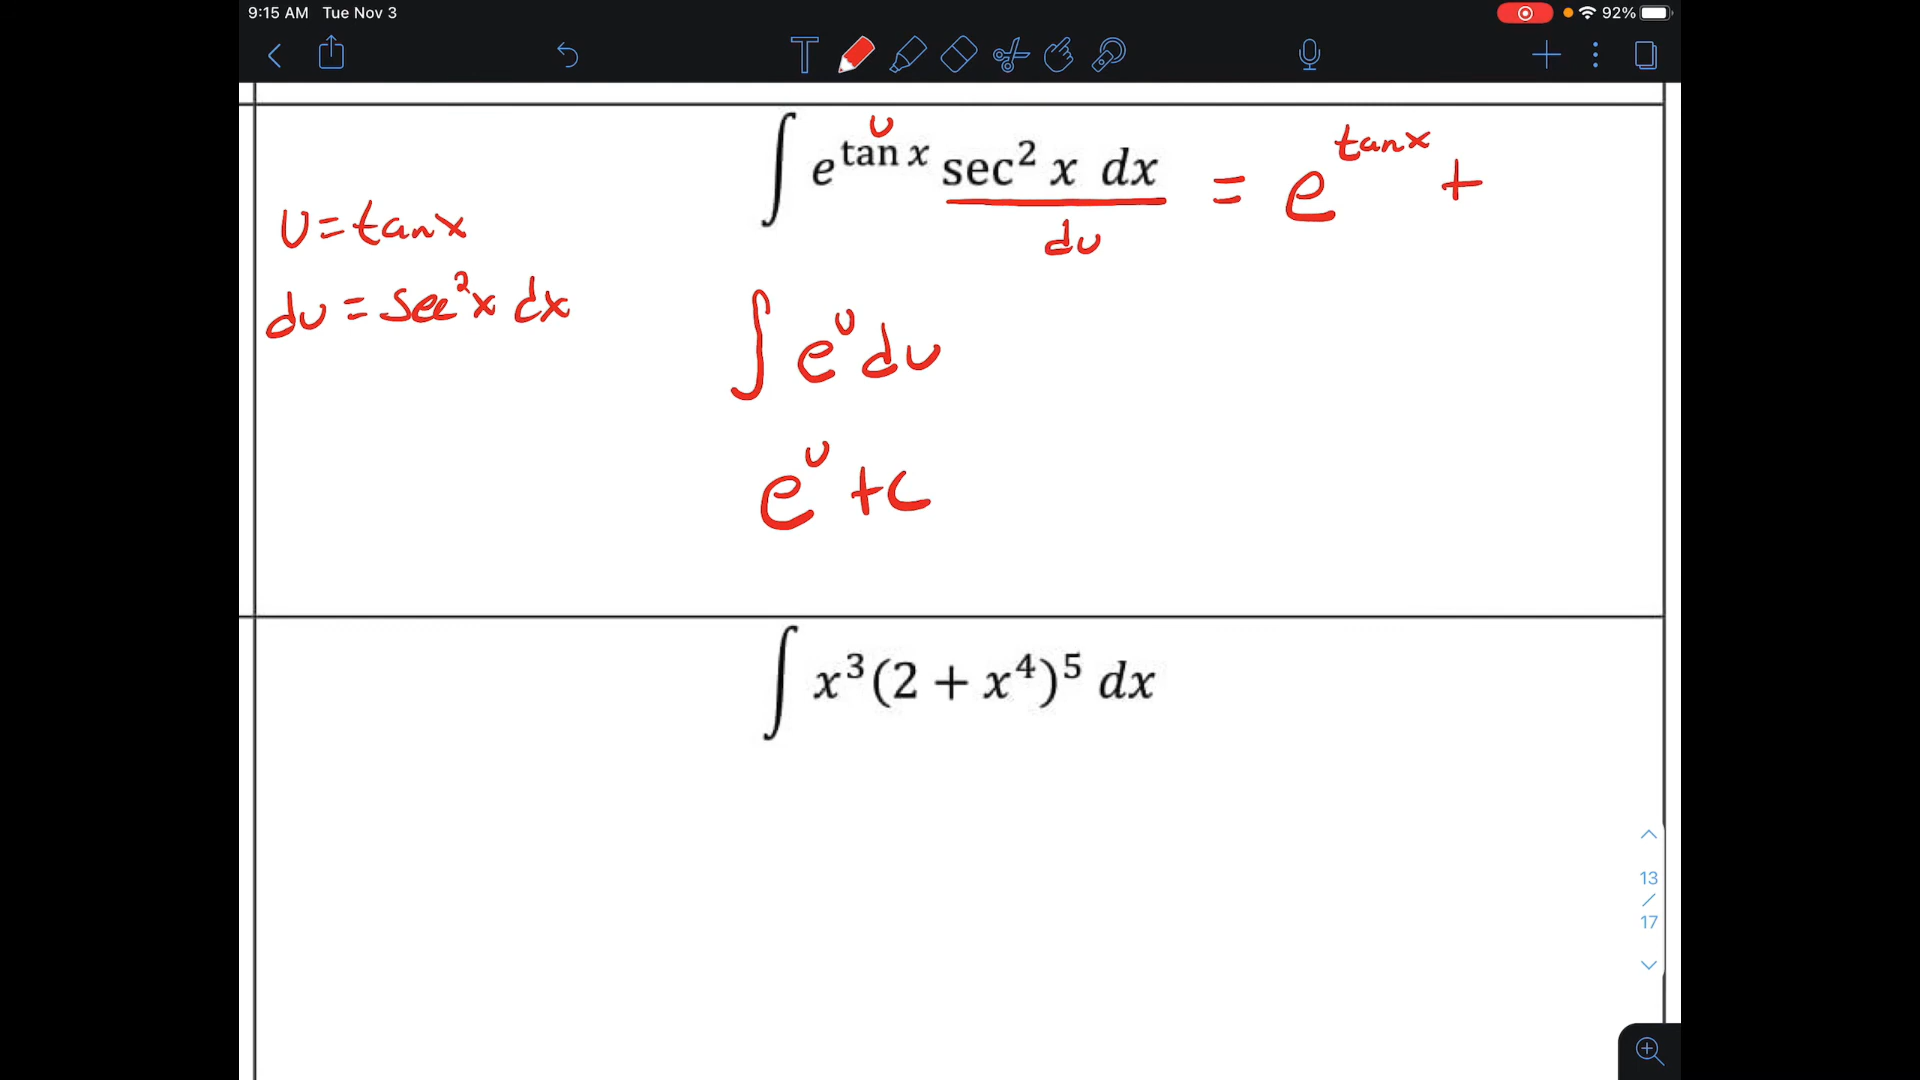 9:15 AM Tue Nov 3 92%
∫ e^{tan x} sec² x dx = e^{tanx} +
U
du
U=tanx
du = sec²x dx
∫ e^u du
e^u +c
∫ x³(2 + x⁴)⁵ dx
13
/
17